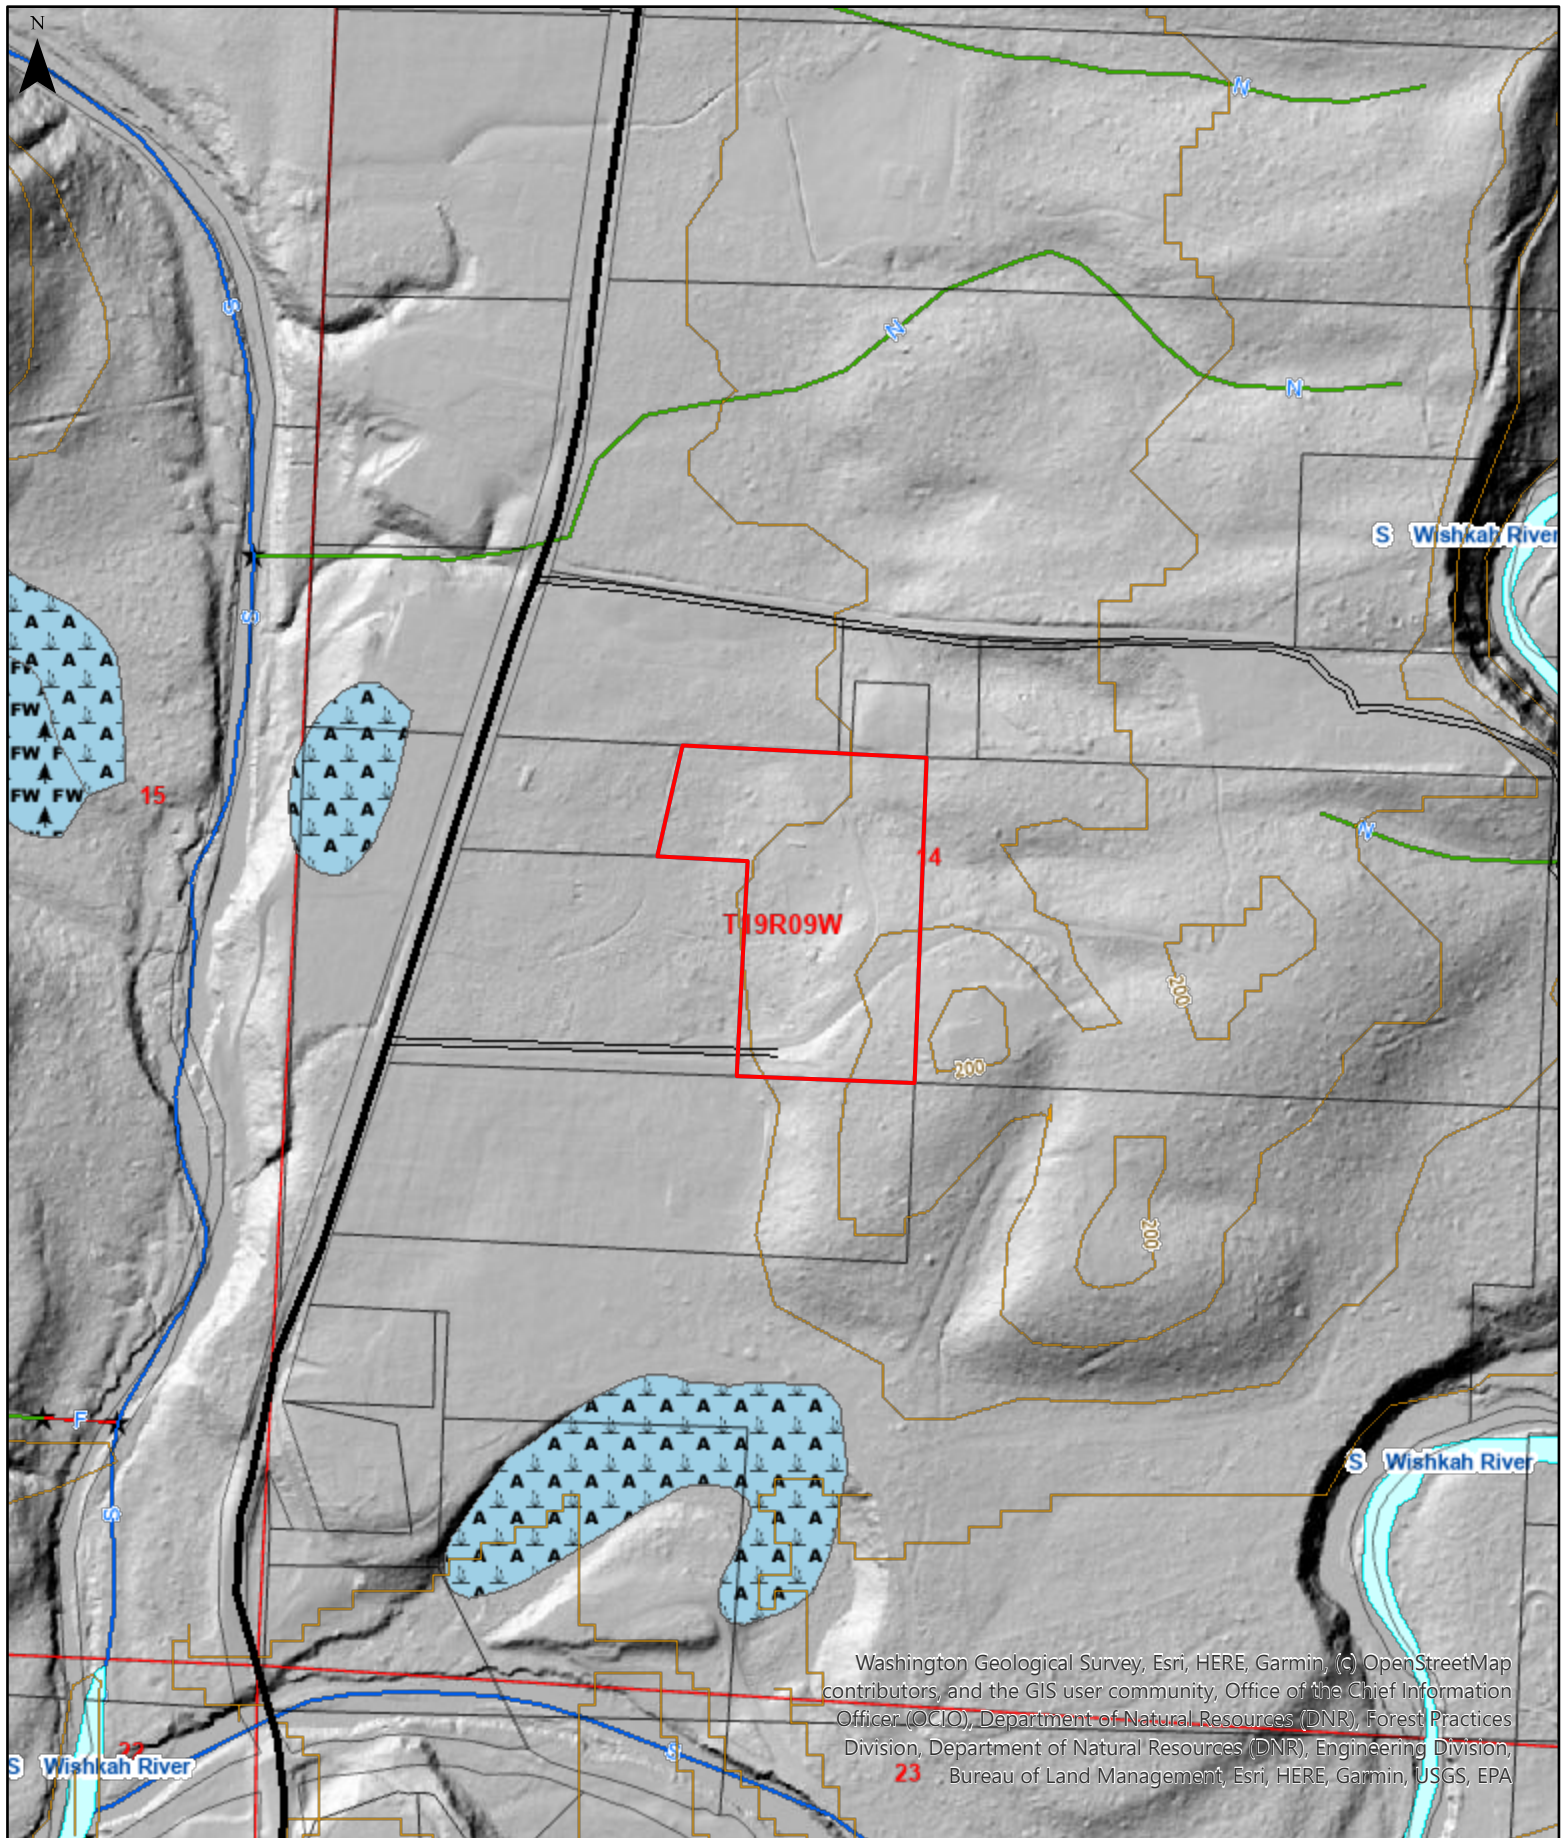 N
N
S
N
N
S Wishkah River
S
A A
A A A
FW A
A A A A
FW A A A A
A A A
FW F A A A
A A
FW FW A A
A A
15
N
14
T19R09W
200
200
200
A A A A A
A A A A A A A A
F
S Wishkah River
A A A A A A
A A A A A
S
A A A A
A A A
A A
Washington Geological Survey, Esri, HERE, Garmin, (c) OpenStreetMap
contributors, and the GIS user community, Office of the Chief Information
Officer (OCIO), Department of Natural Resources (DNR), Forest Practices
Division, Department of Natural Resources (DNR), Engineering Division,
Bureau of Land Management, Esri, HERE, Garmin, USGS, EPA
22
S Wishkah River
S
23